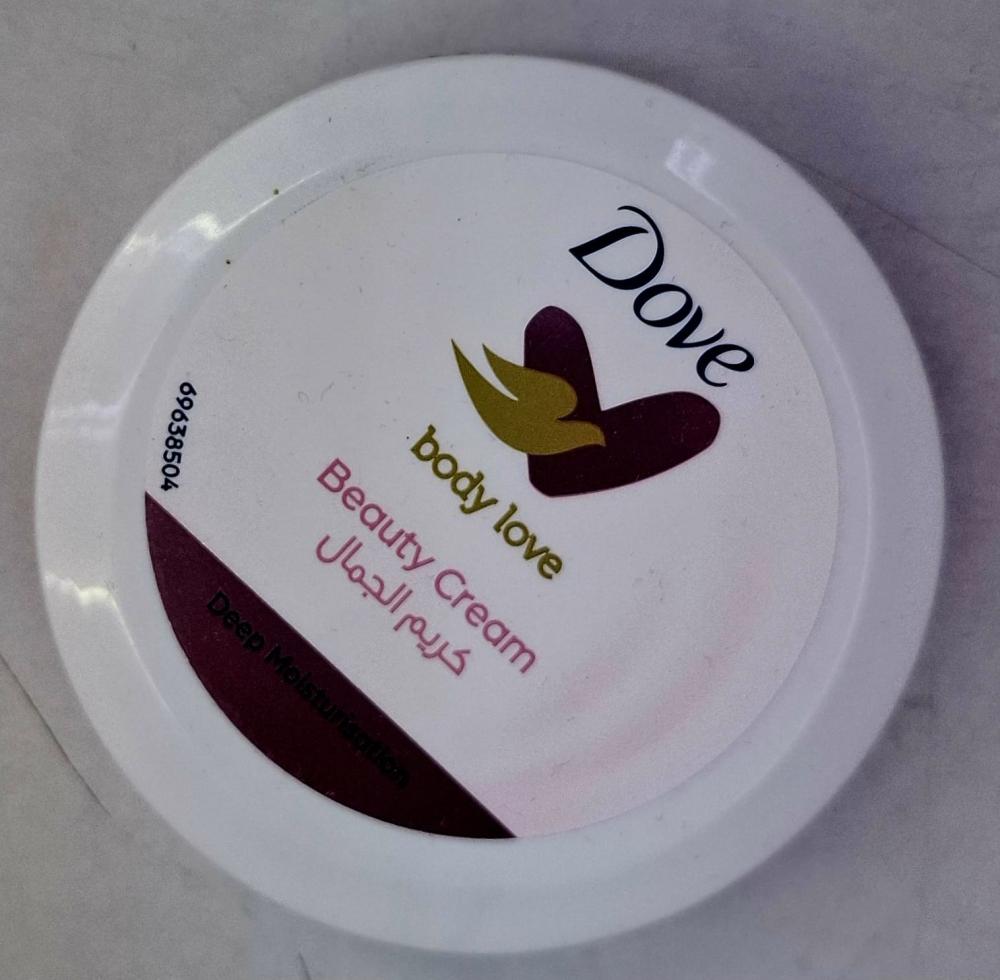 Dove
body love
Beauty Cream
كريم الجمال
Deep Moisturisation
69638504